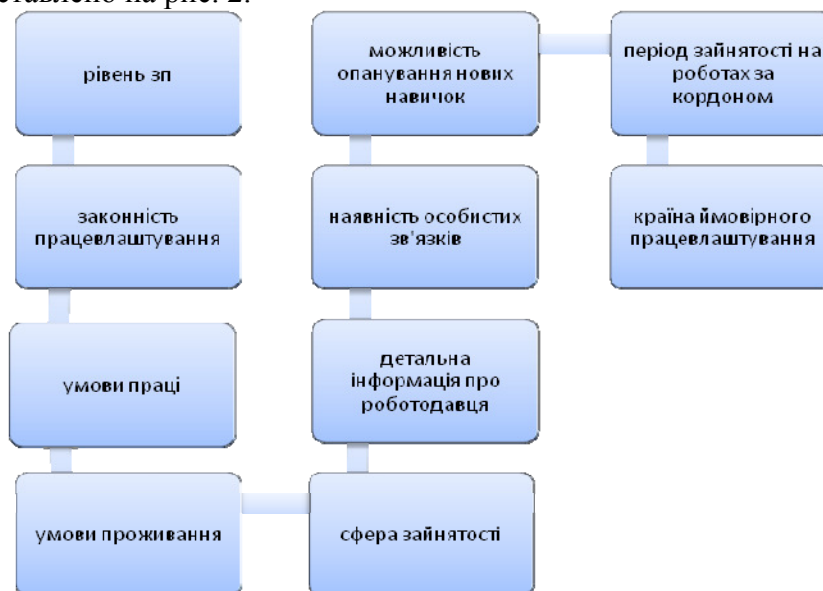 ставлено на рис. 2.
рівень зп
законність
працевлаштування
умови праці
умови проживання
сфера зайнятості
детальна
інформація про
роботодавця
наявність особистих
зв'язків
можливість
опанування нових
навичок
період зайнятості на
роботах за
кордоном
країна ймовірного
працевлаштування